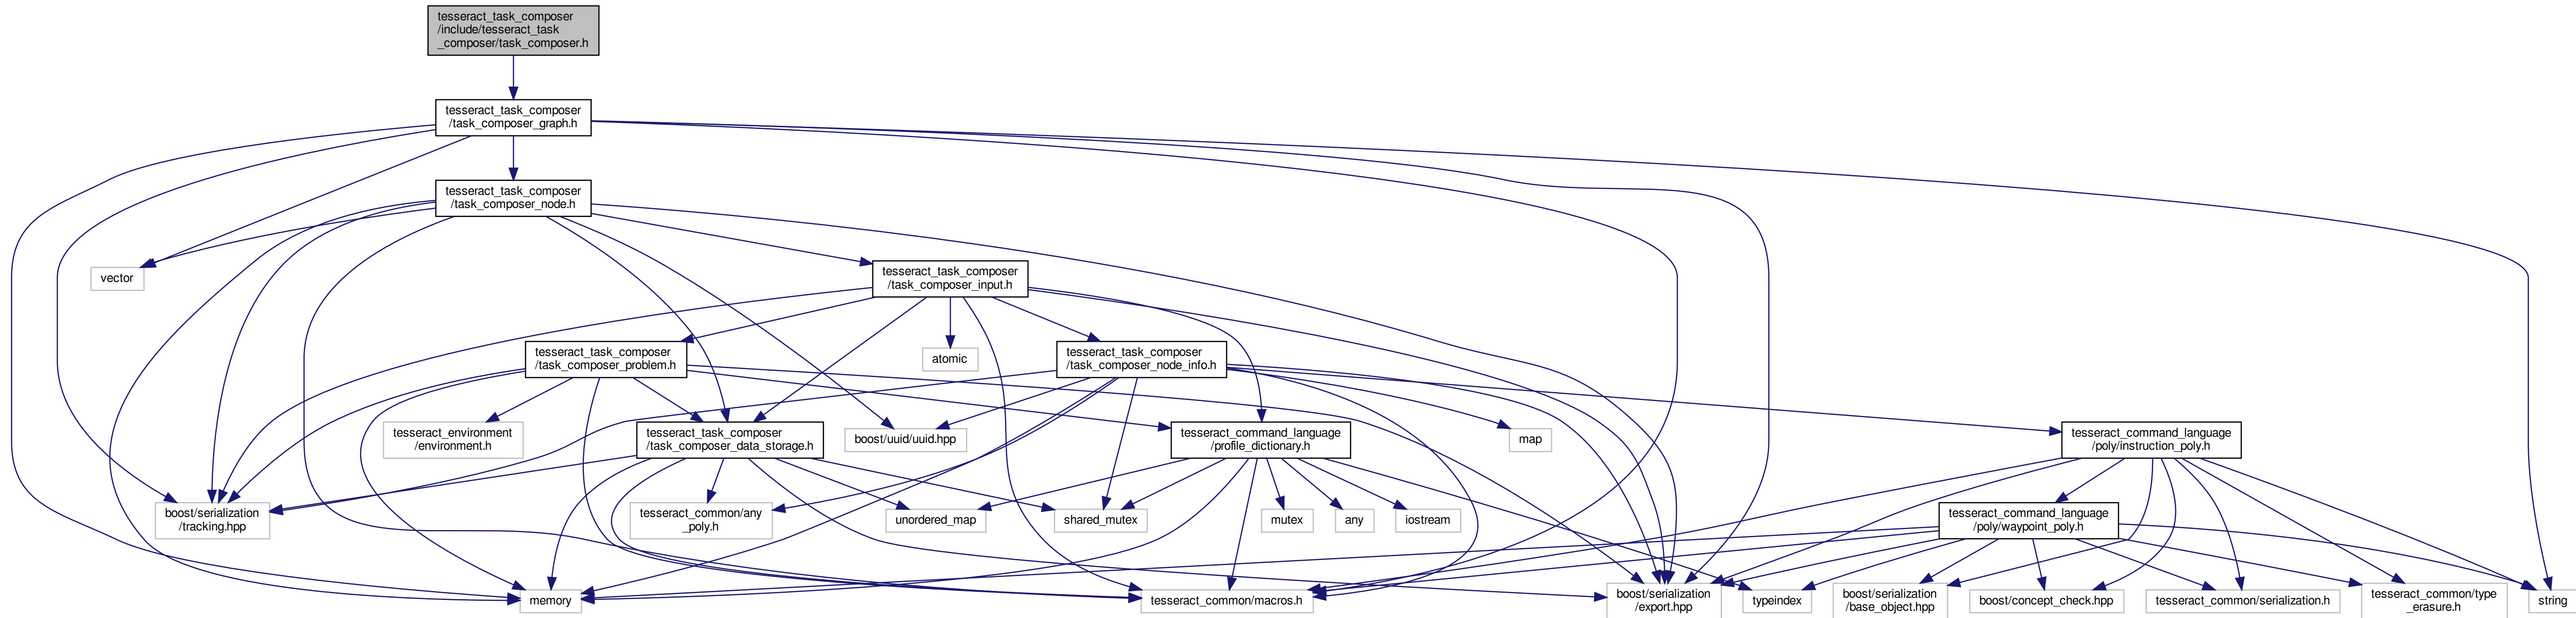 tesseract_task_composer
/include/tesseract_task
_composer/task_composer.h
tesseract_task_composer
/task_composer_graph.h
tesseract_task_composer
/task_composer_node.h
vector
tesseract_task_composer
/task_composer_input.h
tesseract_task_composer
/task_composer_problem.h
atomic
tesseract_task_composer
/task_composer_node_info.h
tesseract_environment
/environment.h
tesseract_task_composer
/task_composer_data_storage.h
boost/uuid/uuid.hpp
tesseract_command_language
/profile_dictionary.h
map
tesseract_command_language
/poly/instruction_poly.h
boost/serialization
/tracking.hpp
tesseract_common/any
_poly.h
unordered_map
shared_mutex
mutex
any
iostream
tesseract_command_language
/poly/waypoint_poly.h
memory
tesseract_common/macros.h
boost/serialization
/export.hpp
typeindex
boost/serialization
/base_object.hpp
boost/concept_check.hpp
tesseract_common/serialization.h
tesseract_common/type
_erasure.h
string